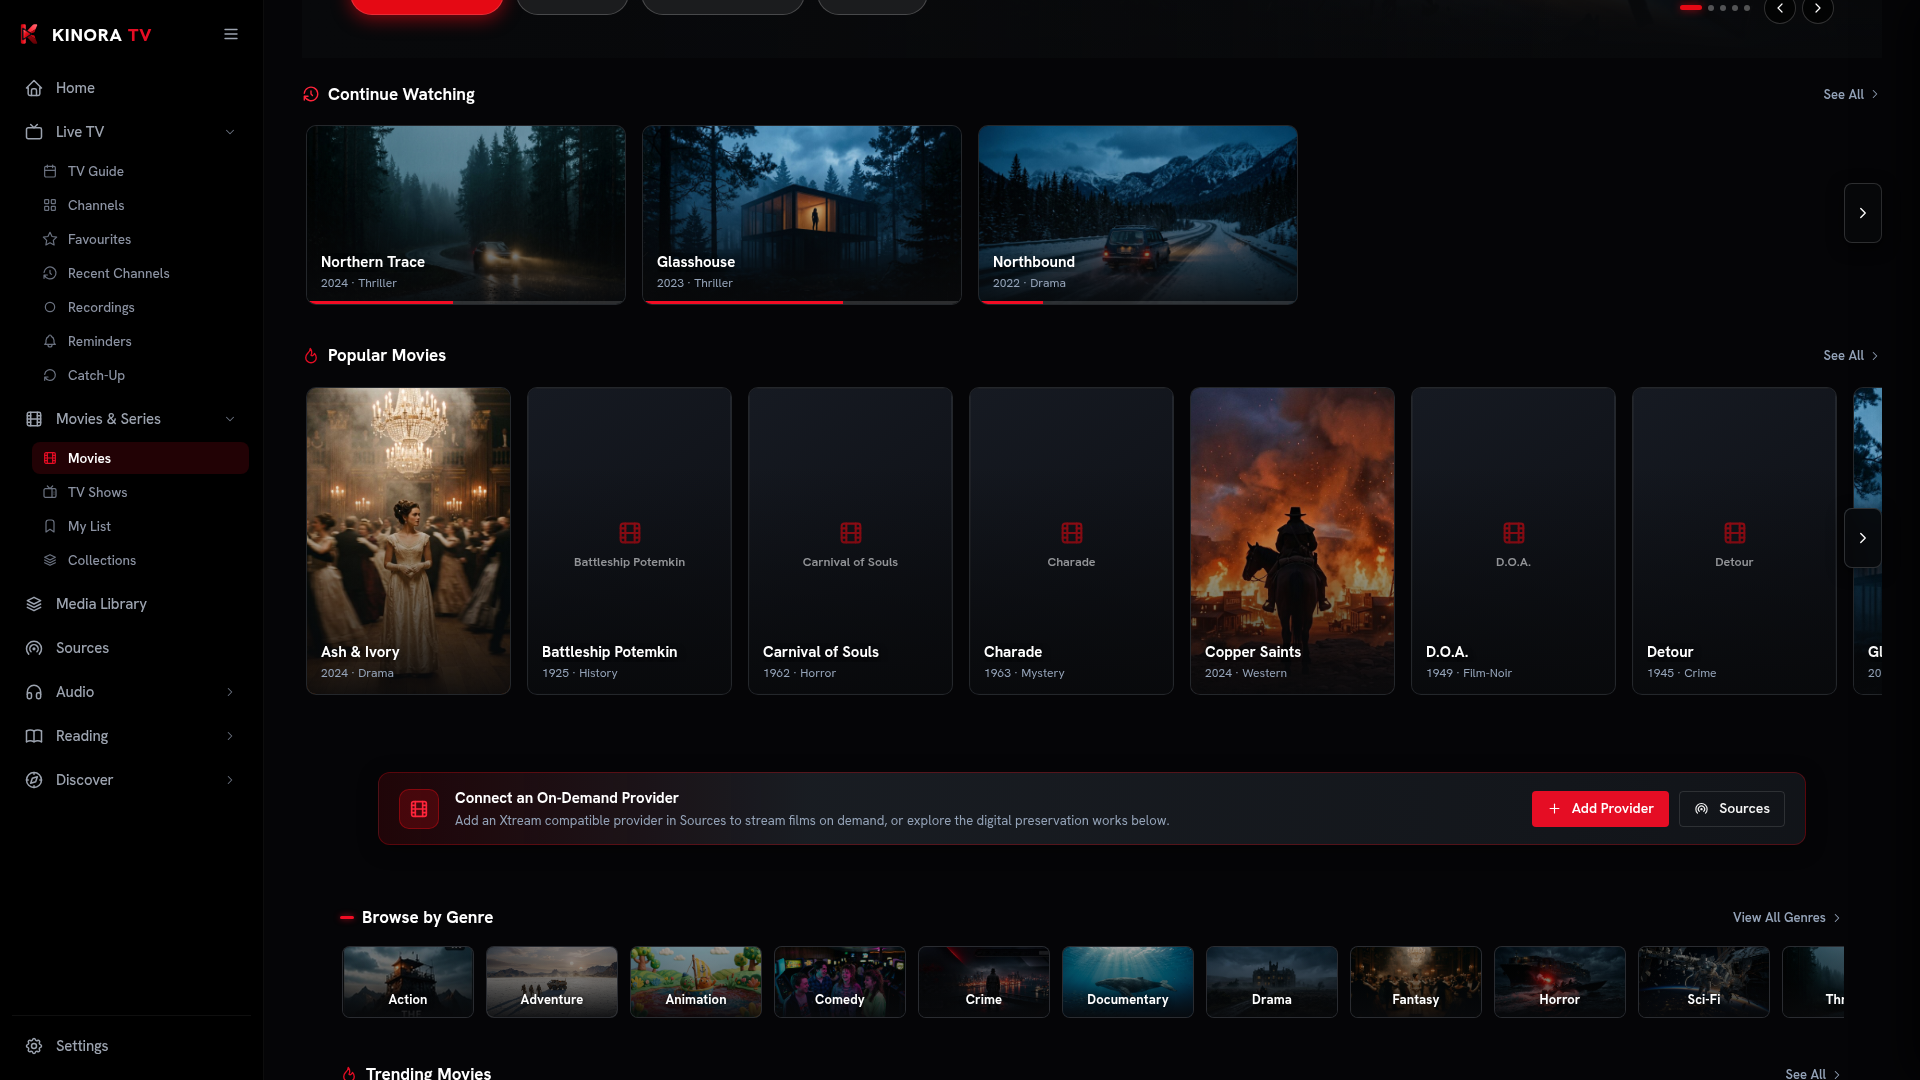 KINORA TV
Home
Live TV
TV Guide
Channels
Favourites
Recent Channels
Recordings
Reminders
Catch-Up
Movies & Series
Movies
TV Shows
My List
Collections
Media Library
Sources
Audio
Reading
Discover
Settings
Continue Watching
See All
Northern Trace
2024 · Thriller
Glasshouse
2023 · Thriller
Northbound
2022 · Drama
Popular Movies
See All
Ash & Ivory
2024 · Drama
Battleship Potemkin
Battleship Potemkin
1925 · History
Carnival of Souls
Carnival of Souls
1962 · Horror
Charade
Charade
1963 · Mystery
Copper Saints
2024 · Western
D.O.A.
D.O.A.
1949 · Film-Noir
Detour
Detour
1945 · Crime
Gl
20
Connect an On-Demand Provider
Add an Xtream compatible provider in Sources to stream films on demand, or explore the digital preservation works below.
Add Provider
Sources
Browse by Genre
View All Genres
Action
Adventure
Animation
Comedy
Crime
Documentary
Drama
Fantasy
Horror
Sci-Fi
Thr
Trending Movies
See All